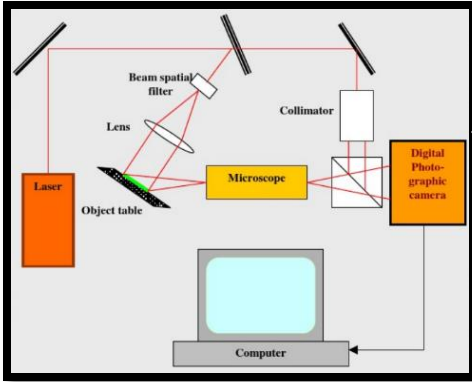 Beam spatial
filter
Collimator
Lens
Digital
Photo-
graphic
camera
Laser
Microscope
Object table
Computer